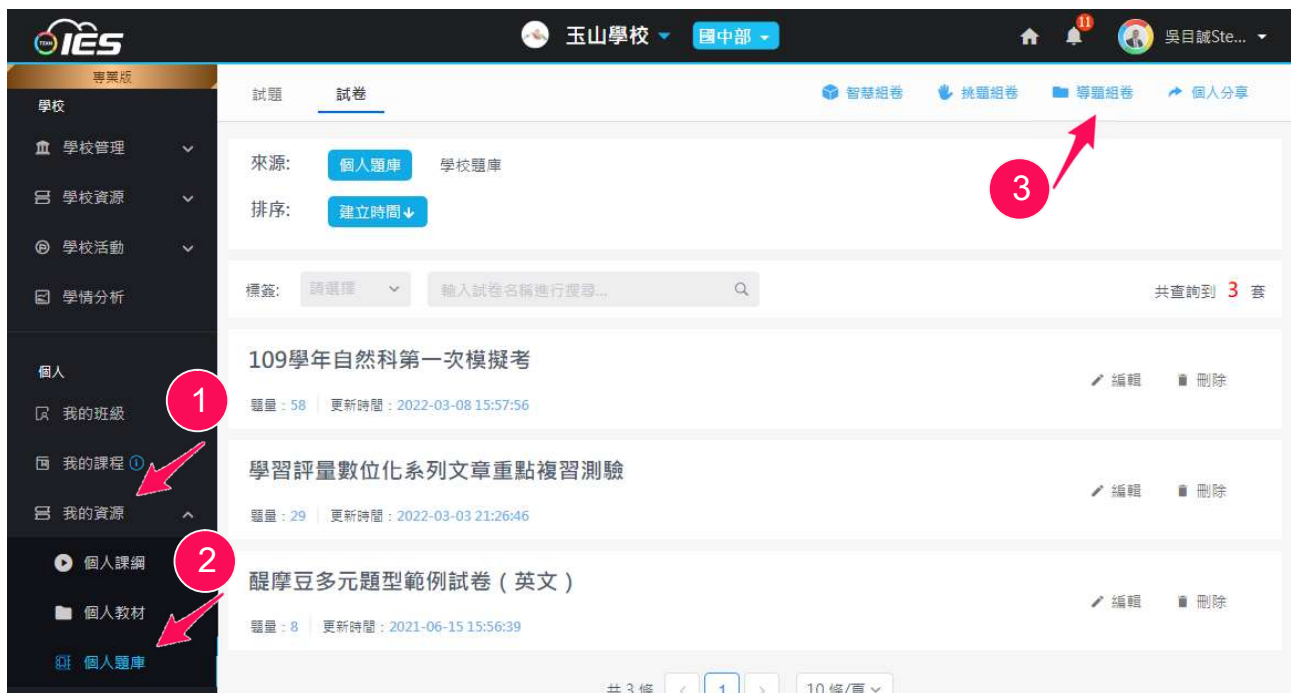 TEAM IES
玉山學校 國中部
11
吳目誠Ste...
專業版
學校
學校管理
學校資源
學校活動
學情分析
個人
我的班級
我的課程
我的資源
個人課綱
個人教材
個人題庫
1
2
試題 試卷
智慧組卷 挑題組卷 導題組卷 個人分享
3
來源: 個人題庫 學校題庫
排序: 建立時間↓
標簽: 請選擇 輸入試卷名稱進行搜尋... 共查詢到 3 套
109學年自然科第一次模擬考
題量：58 更新時間：2022-03-08 15:57:56
編輯 刪除
學習評量數位化系列文章重點複習測驗
題量：29 更新時間：2022-03-03 21:26:46
編輯 刪除
醍摩豆多元題型範例試卷（英文）
題量：8 更新時間：2021-06-15 15:56:39
編輯 刪除
共 3 條 < 1 > 10 條/頁